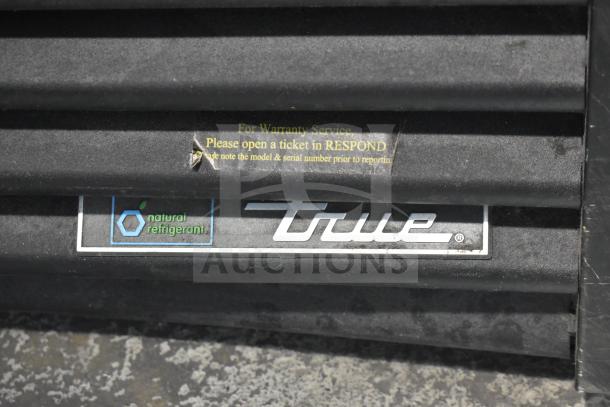 For Warranty Service,
Please open a ticket in RESPOND
note the model & serial number prior to
natural
refrigerant
true®
AUCTIONS